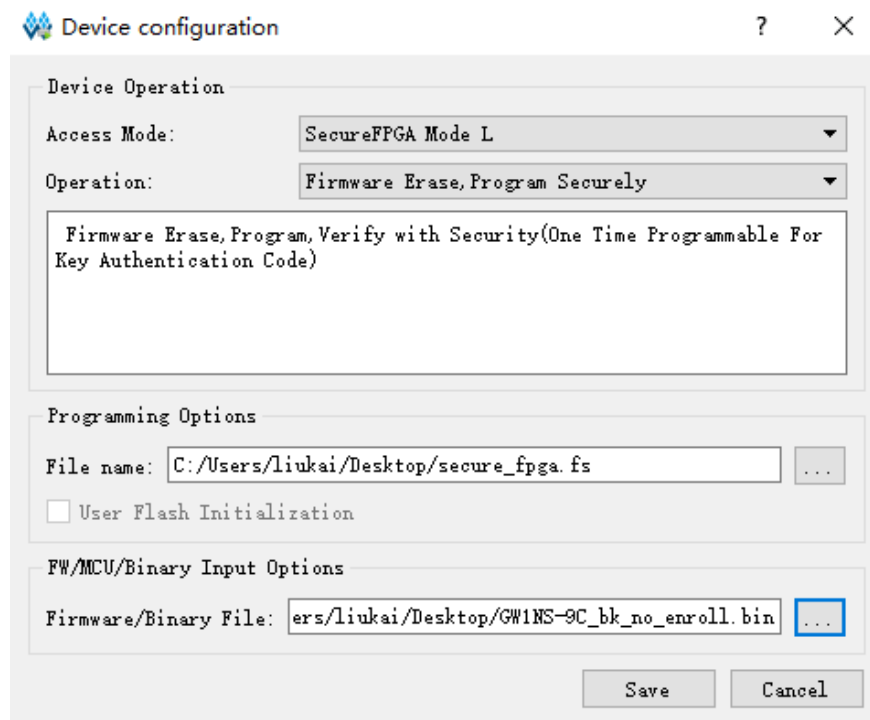 Device configuration
?
Device Operation
Access Mode:
SecureFPGA Mode L
Operation:
Firmware Erase,Program Securely
Firmware Erase,Program,Verify with Security(One Time Programmable For
Key Authentication Code)
Programming Options
File name:
C:/Users/liukai/Desktop/secure_fpga.fs
...
User Flash Initialization
FW/MCU/Binary Input Options
Firmware/Binary File:
ers/liukai/Desktop/GW1NS-9C_bk_no_enroll.bin
...
Save
Cancel